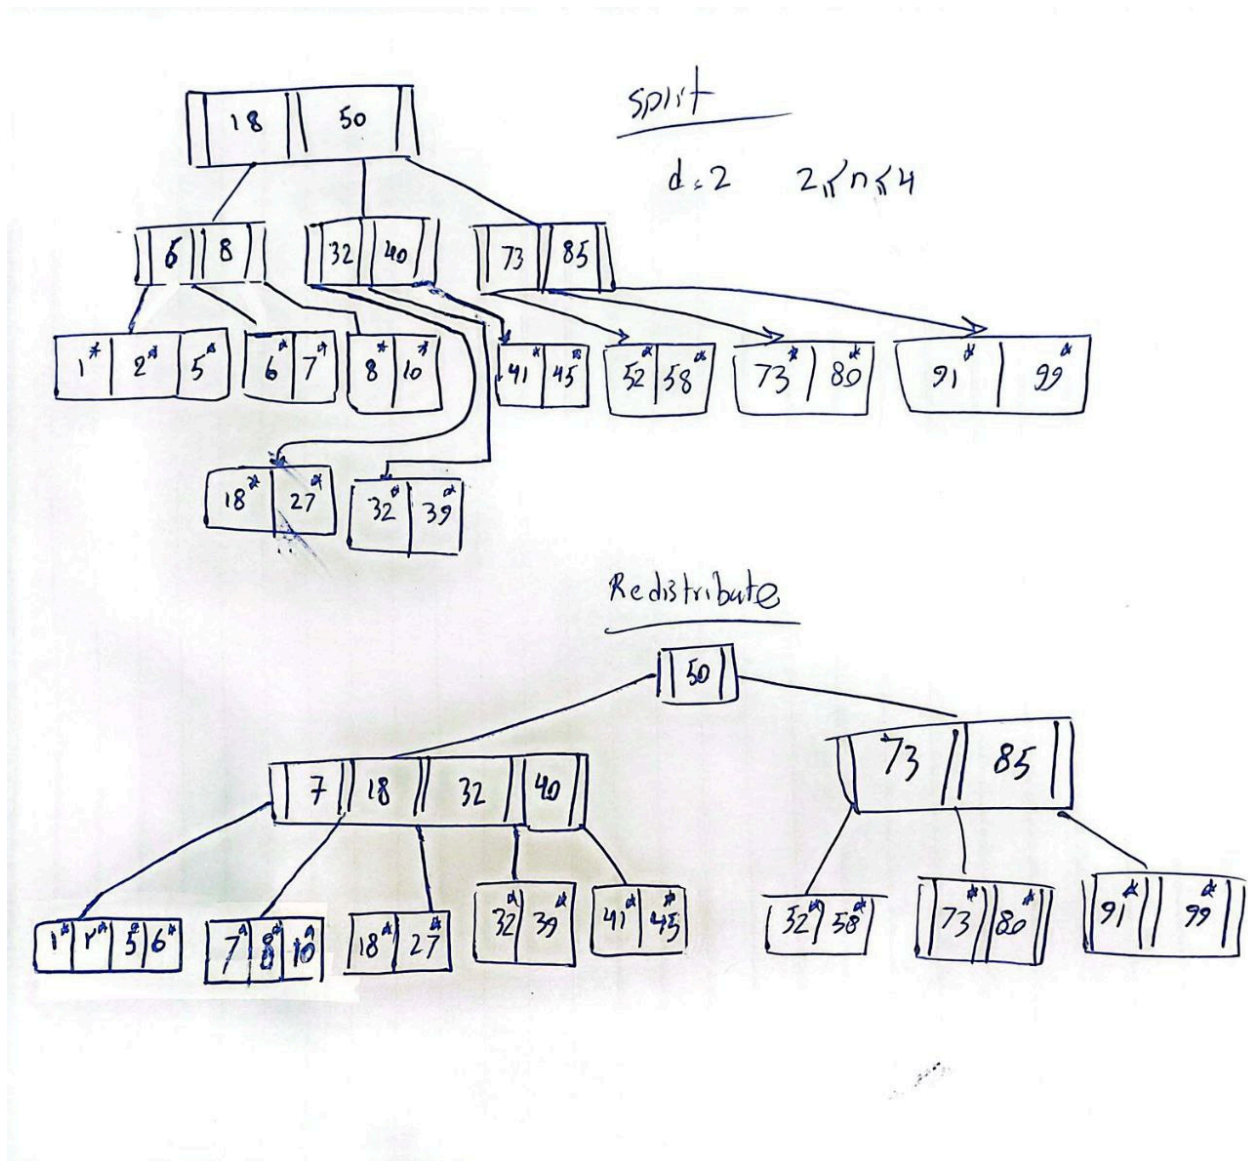 split
18 50
d=2 2≤n≤4
6 8 32 40 73 85
1* 2* 5* 6* 7* 8* 10* 41* 45* 52* 58* 73* 80* 91* 99*
18* 27* 32* 39*
Redistribute
50
7 18 32 40 73 85
1* 5* 6* 7* 8* 10* 18* 27* 32* 39* 41* 45* 52* 58* 73* 80* 91* 99*